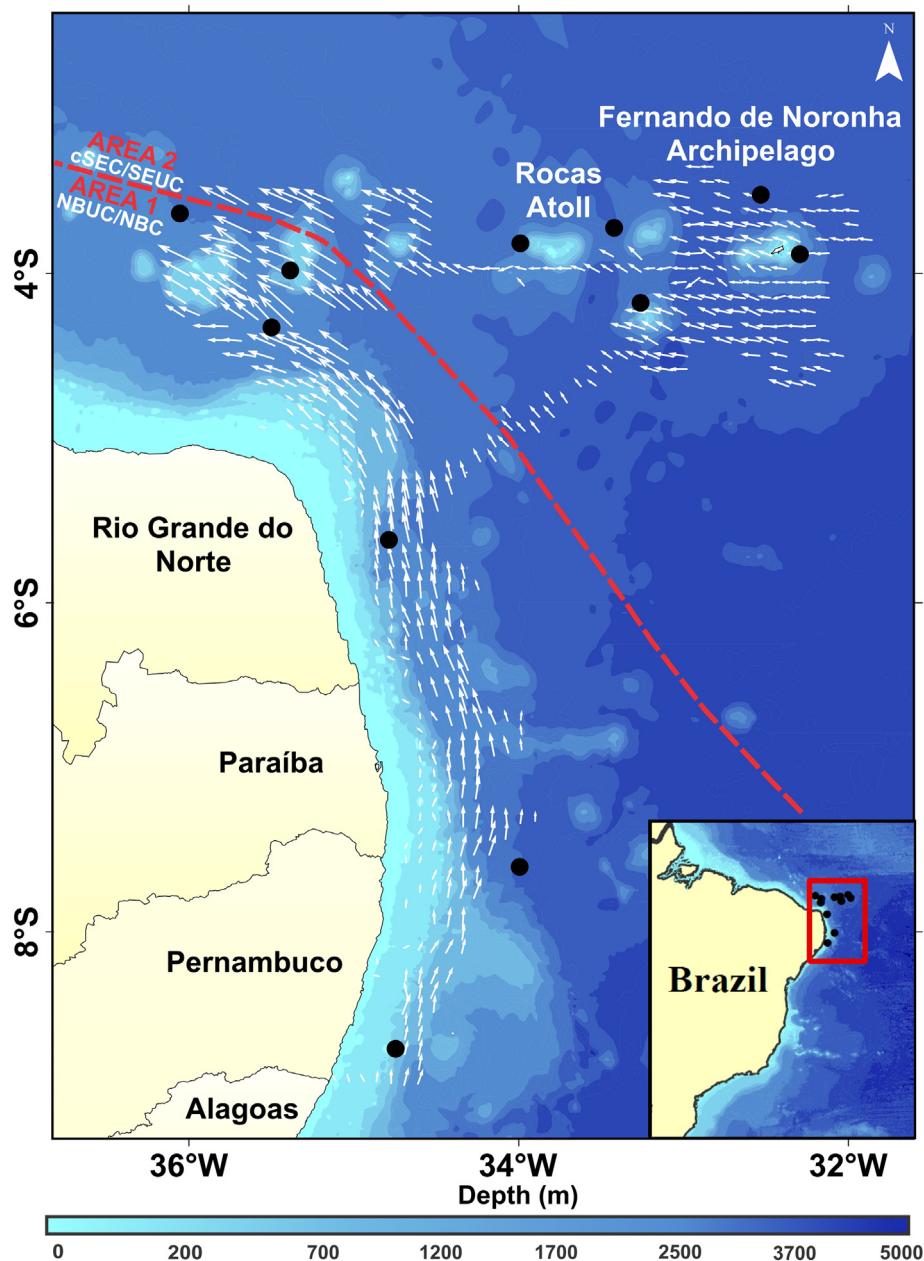 N
Fernando de Noronha
Archipelago
Rocas
Atoll
AREA 2
cSEC/SEUC
AREA 1
NBUC/NBC
4°S
6°S
8°S
Rio Grande do
Norte
Paraíba
Pernambuco
Alagoas
Brazil
36°W 34°W 32°W
Depth (m)
0 200 700 1200 1700 2500 3700 5000